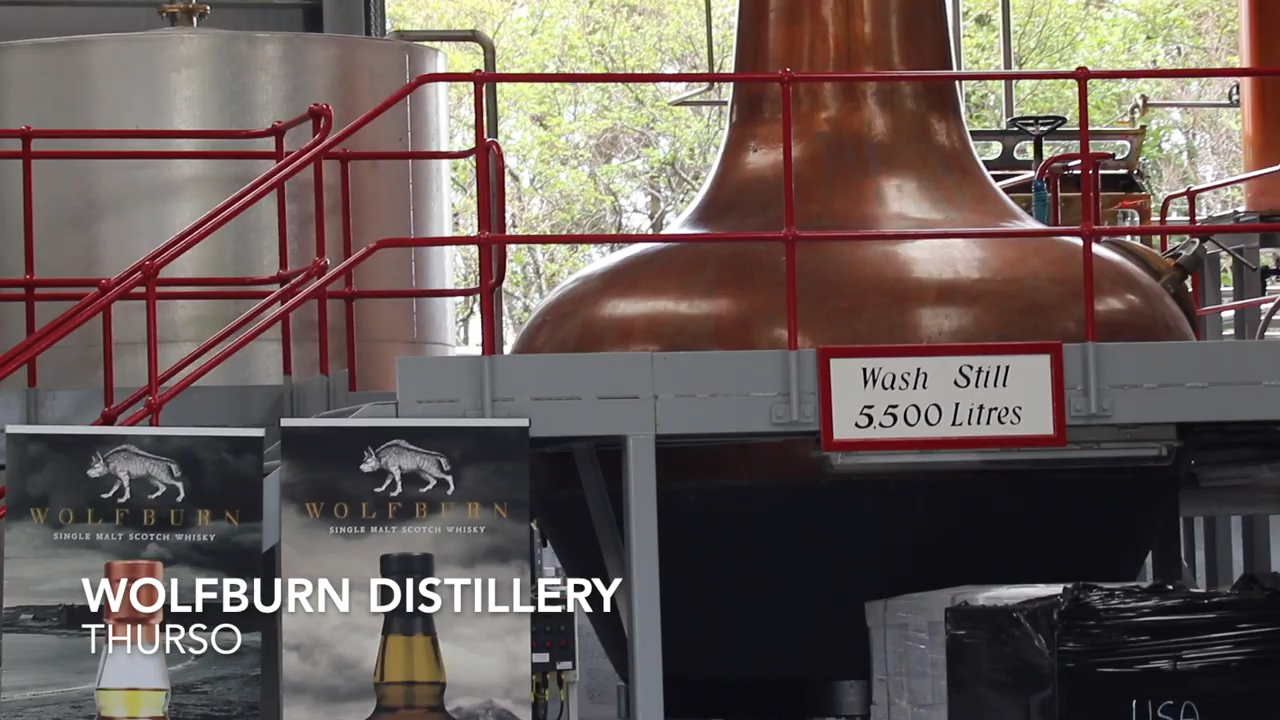 Wash Still
5,500 Litres
WOLFBURN
SINGLE MALT SCOTCH WHISKY
WOLFBURN
SINGLE MALT SCOTCH WHISKY
WOLFBURN DISTILLERY
THURSO
USA